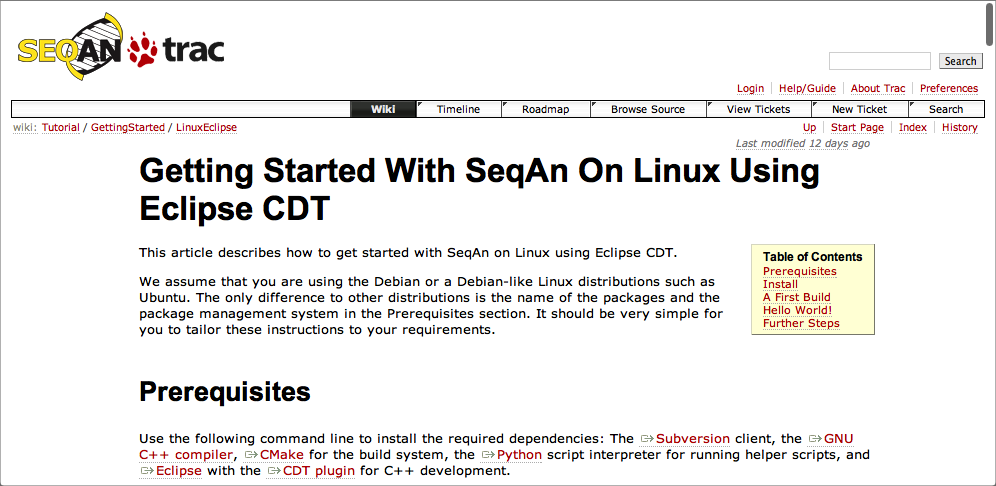 SEQAN trac
Search
Login Help/Guide About Trac Preferences
Wiki Timeline Roadmap Browse Source View Tickets New Ticket Search
wiki: Tutorial / GettingStarted / LinuxEclipse
Up Start Page Index History
Last modified 12 days ago
Getting Started With SeqAn On Linux Using
Eclipse CDT
This article describes how to get started with SeqAn on Linux using Eclipse CDT.
We assume that you are using the Debian or a Debian-like Linux distributions such as
Ubuntu. The only difference to other distributions is the name of the packages and the
package management system in the Prerequisites section. It should be very simple for
you to tailor these instructions to your requirements.
Table of Contents
Prerequisites
Install
A First Build
Hello World!
Further Steps
Prerequisites
Use the following command line to install the required dependencies: The Subversion client, the GNU
C++ compiler, CMake for the build system, the Python script interpreter for running helper scripts, and
Eclipse with the CDT plugin for C++ development.